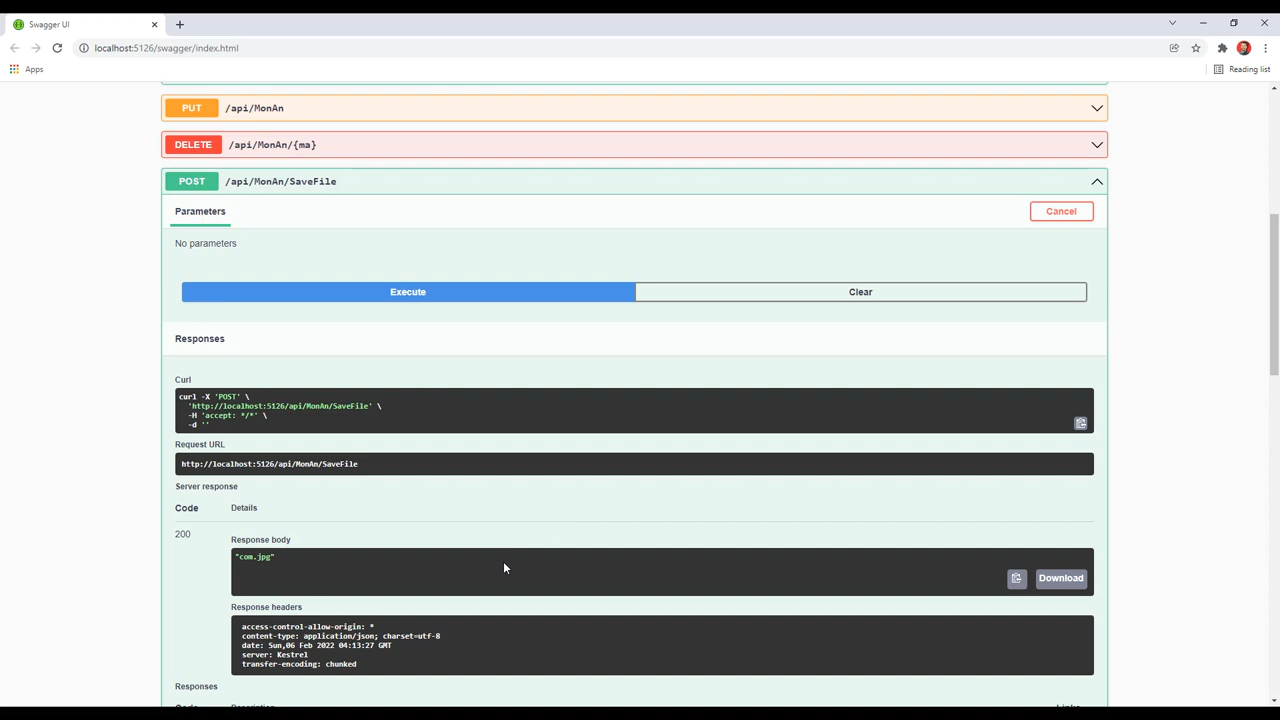 Swagger UI
localhost:5126/swagger/index.html
Apps
Reading list
PUT /api/MonAn
DELETE /api/MonAn/{ma}
POST /api/MonAn/SaveFile
Parameters
Cancel
No parameters
Execute
Clear
Responses
Curl
curl -X 'POST' \
'http://localhost:5126/api/MonAn/SaveFile' \
-H 'accept: */*' \
-d ''
Request URL
http://localhost:5126/api/MonAn/SaveFile
Server response
Code Details
200
Response body
"com.jpg"
Download
Response headers
access-control-allow-origin: *
content-type: application/json; charset=utf-8
date: Sun,06 Feb 2022 04:13:27 GMT
server: Kestrel
transfer-encoding: chunked
Responses
Code Description Links